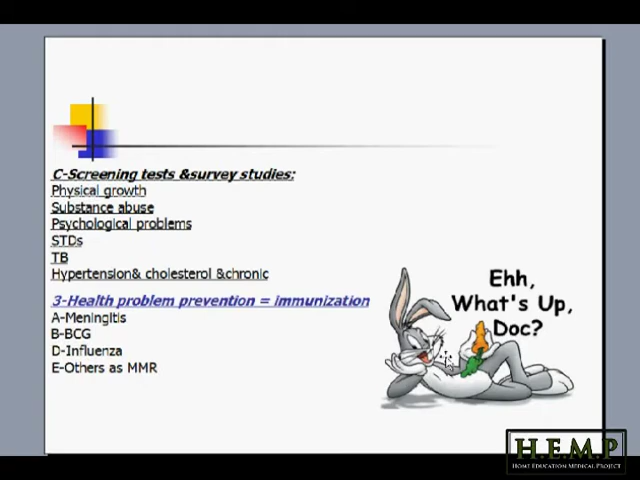 C-Screening tests &survey studies:
Physical growth
Substance abuse
Psychological problems
STDs
TB
Hypertension& cholesterol &chronic
3-Health problem prevention = immunization
A-Meningitis
B-BCG
D-Influenza
E-Others as MMR
Ehh,
What's Up,
Doc?
H.E.M.P
Home Education Medical Project